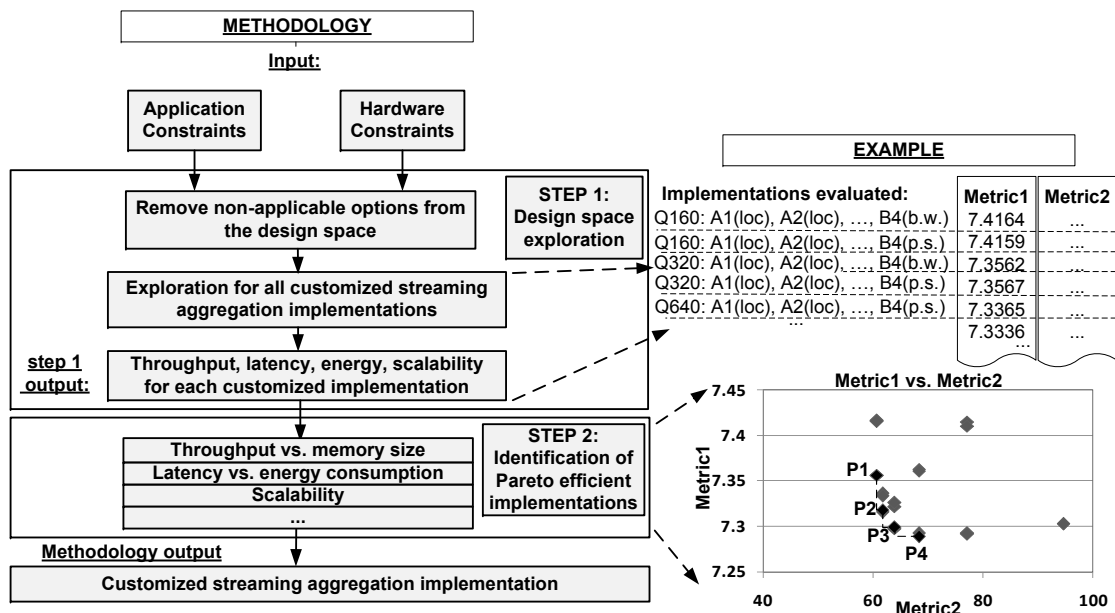 METHODOLOGY
Input:
Application
Constraints
Hardware
Constraints
Remove non-applicable options from
the design space
STEP 1:
Design space
exploration
Exploration for all customized streaming
aggregation implementations
step 1
output:
Throughput, latency, energy, scalability
for each customized implementation
Throughput vs. memory size
Latency vs. energy consumption
Scalability
...
STEP 2:
Identification of
Pareto efficient
implementations
Methodology output
Customized streaming aggregation implementation
EXAMPLE
Implementations evaluated: Metric1 Metric2
Q160: A1(loc), A2(loc), …, B4(b.w.) 7.4164 ...
Q160: A1(loc), A2(loc), …, B4(p.s.) 7.4159 ...
Q320: A1(loc), A2(loc), …, B4(b.w.) 7.3562 ...
Q320: A1(loc), A2(loc), …, B4(p.s.) 7.3567 ...
Q640: A1(loc), A2(loc), …, B4(p.s.) 7.3365 ...
... 7.3336 ...
...
Metric1 vs. Metric2
Metric1
7.45
7.4
7.35
7.3
7.25
P1
P2
P3
P4
40 60 80 100
Metric2